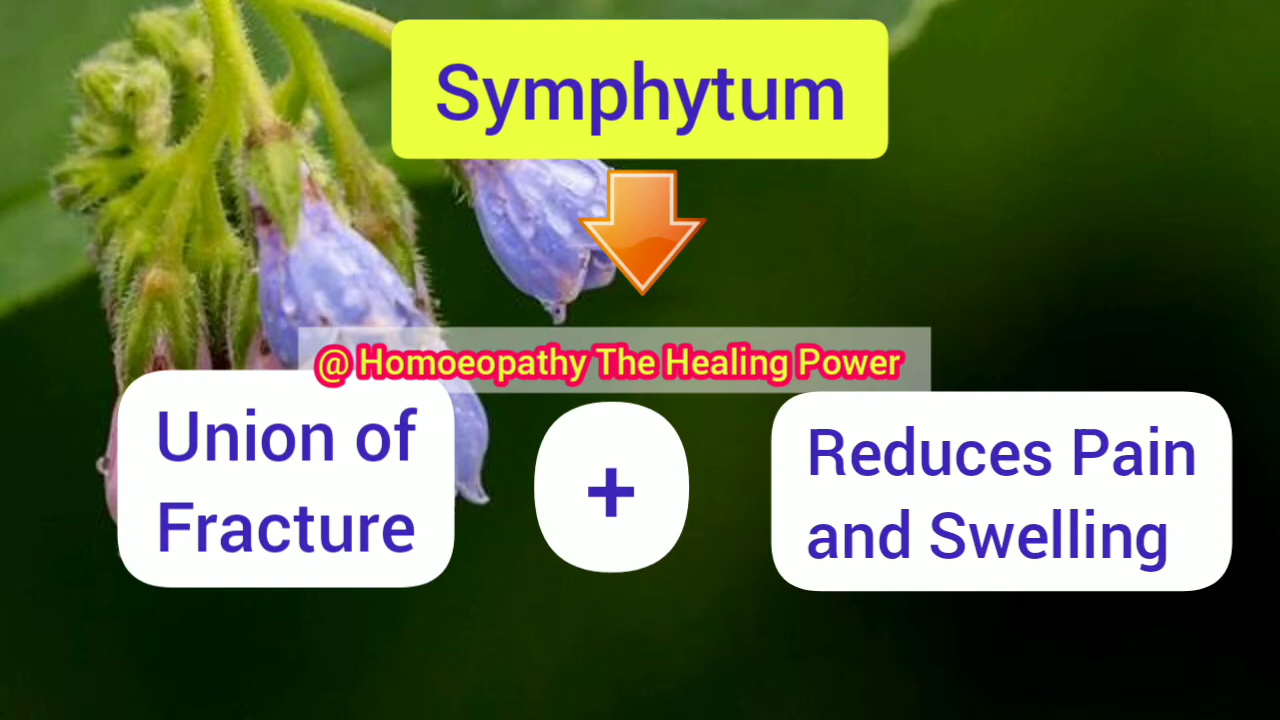 Symphytum
@ Homoeopathy The Healing Power
Union of
Fracture
+
Reduces Pain
and Swelling